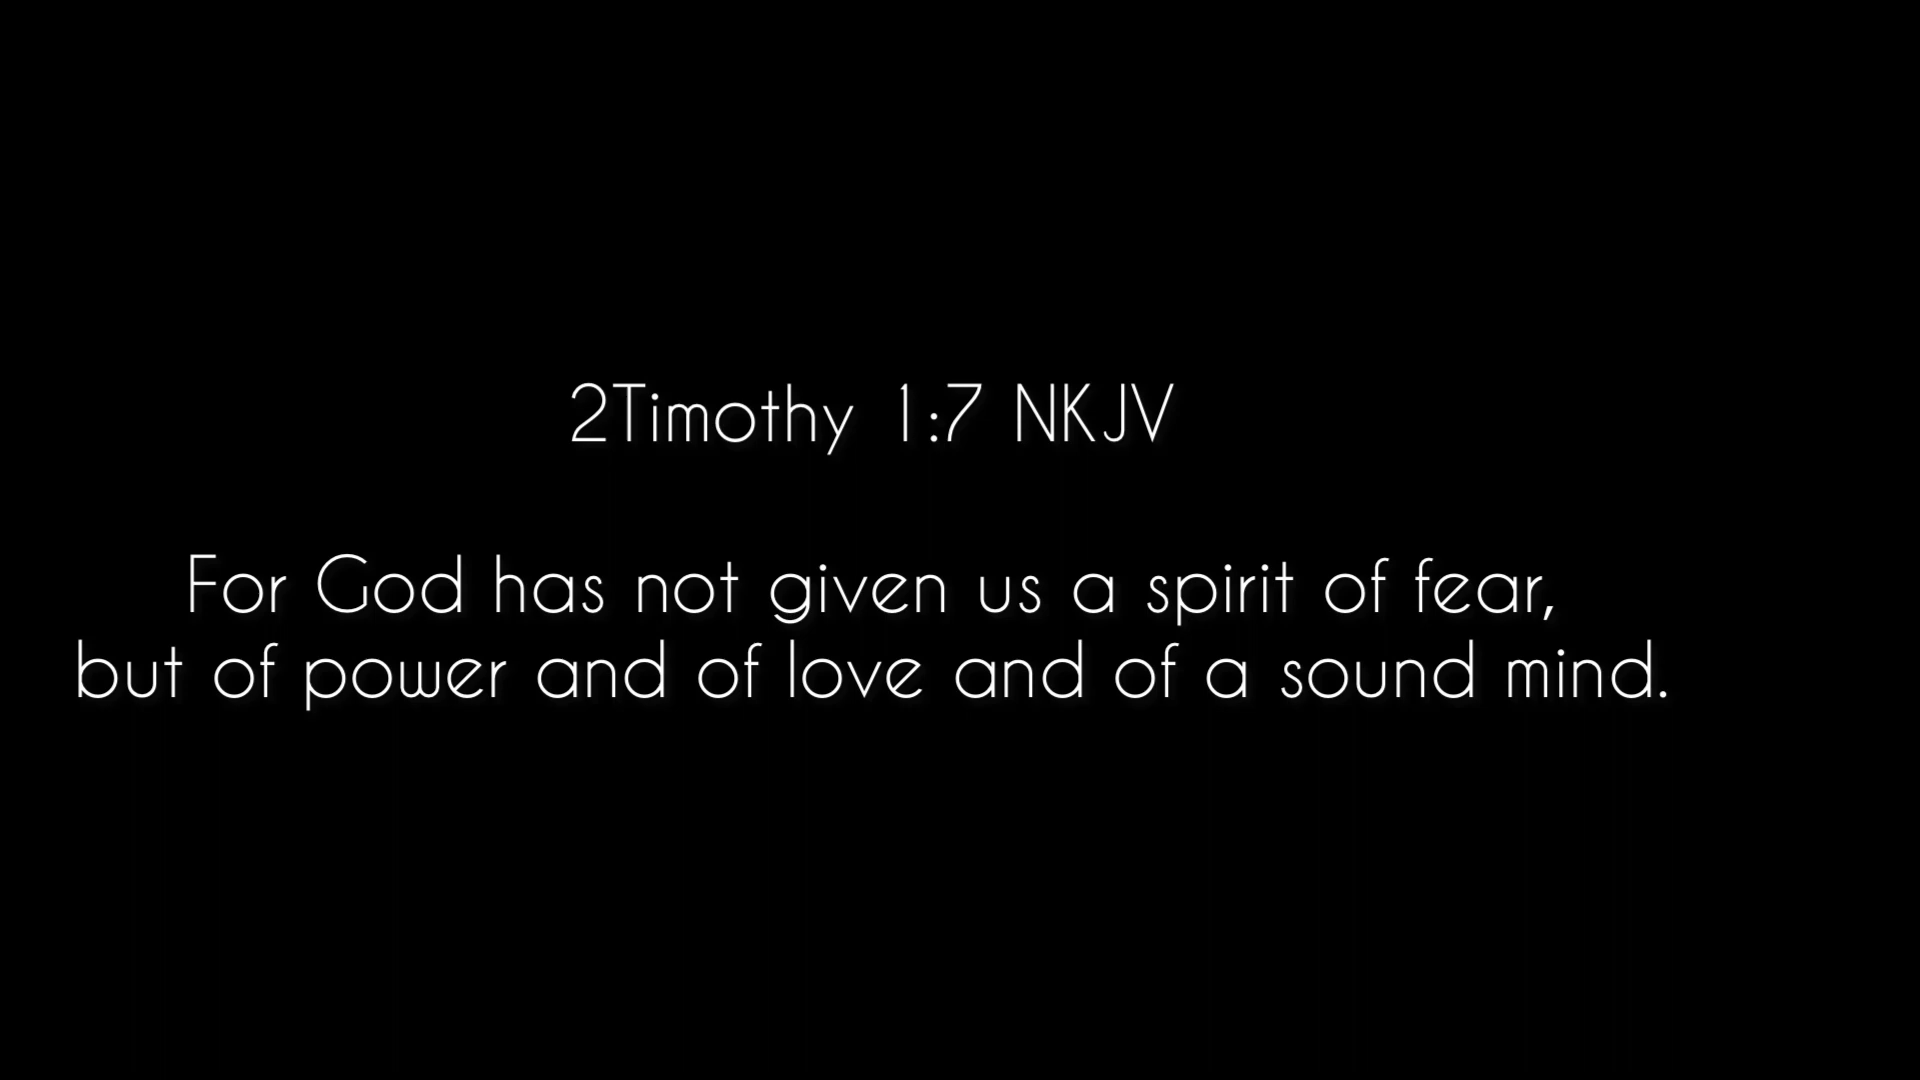 2Timothy 1:7 NKJV
For God has not given us a spirit of fear,
but of power and of love and of a sound mind.